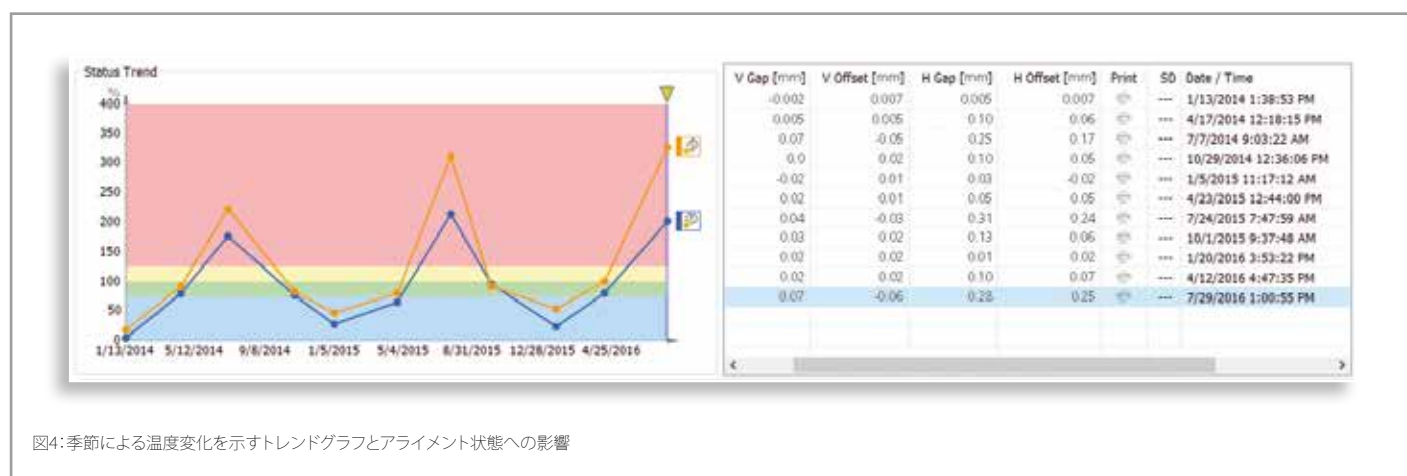 Status Trend
%
400
350
300
250
200
150
100
50
0
1/13/2014 5/12/2014 9/8/2014 1/5/2015 5/4/2015 8/31/2015 12/28/2015 4/25/2016
V Gap [mm] V Offset [mm] H Gap [mm] H Offset [mm] Print SD Date / Time
-0.002 0.007 0.005 0.007 --- 1/13/2014 1:38:53 PM
0.005 0.005 0.10 0.06 --- 4/17/2014 12:18:15 PM
0.07 -0.05 0.25 0.17 --- 7/7/2014 9:03:22 AM
0.0 0.02 0.10 0.05 --- 10/29/2014 12:36:06 PM
-0.02 0.01 0.03 -0.02 --- 1/5/2015 11:17:12 AM
0.02 0.01 0.05 0.05 --- 4/23/2015 12:44:00 PM
0.04 -0.03 0.31 0.24 --- 7/24/2015 7:47:59 AM
0.03 0.02 0.13 0.06 --- 10/1/2015 9:37:48 AM
0.02 0.02 0.01 0.02 --- 1/20/2016 3:53:22 PM
0.02 0.02 0.10 0.07 --- 4/12/2016 4:47:35 PM
0.07 -0.06 0.28 0.25 --- 7/29/2016 1:00:55 PM
図4：季節による温度変化を示すトレンドグラフとアライメント状態への影響